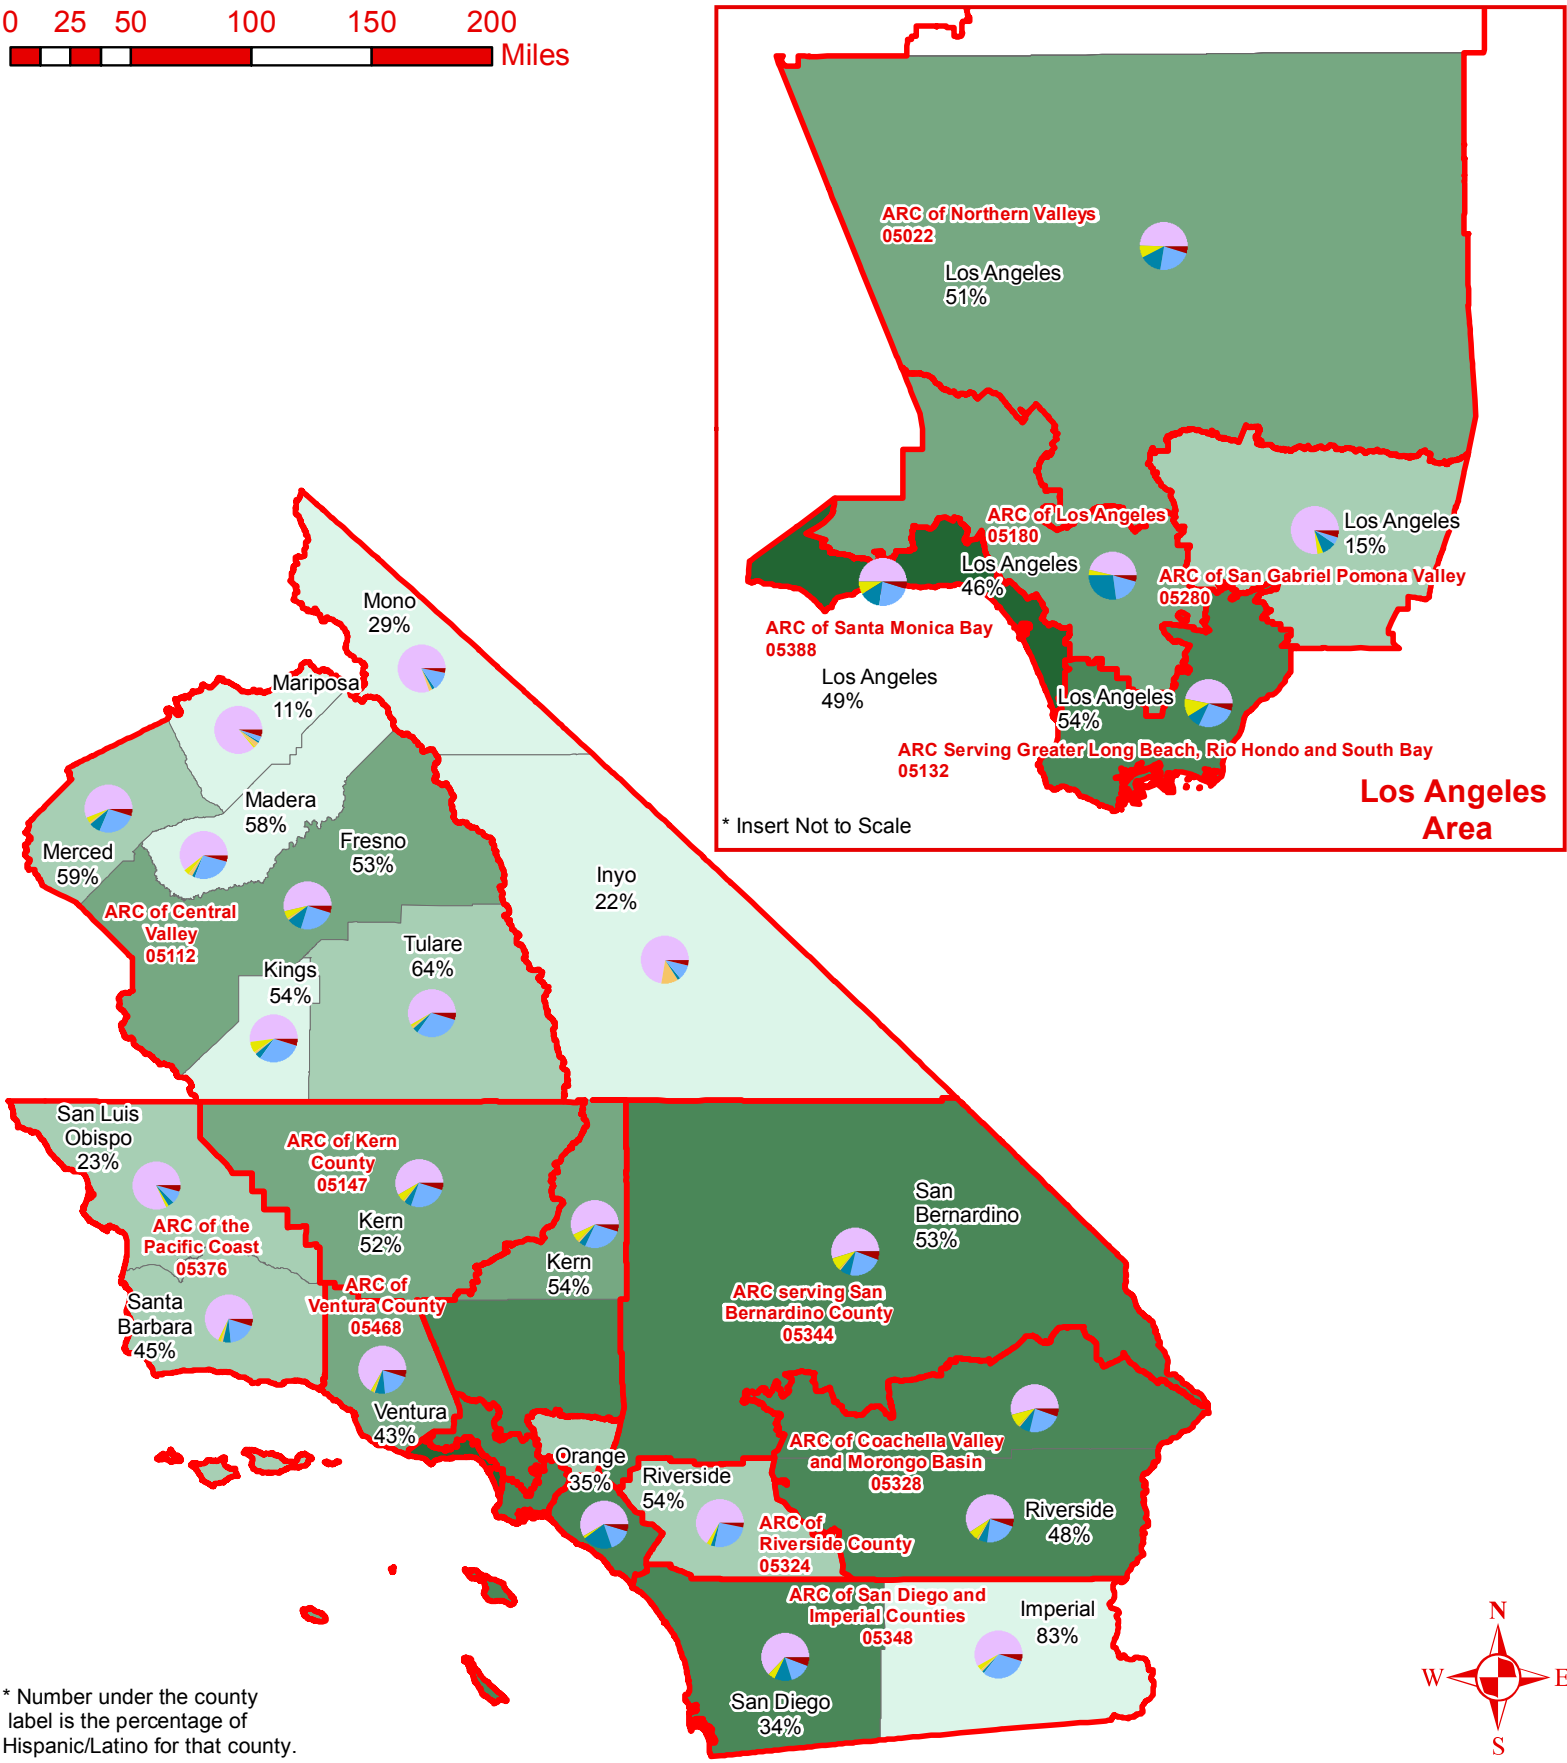 0 25 50 100 150 200
Miles
ARC of Northern Valleys
05022
Los Angeles
51%
ARC of Los Angeles
05180
Los Angeles
46%
Los Angeles
15%
ARC of San Gabriel Pomona Valley
05280
ARC of Santa Monica Bay
05388
Los Angeles
49%
Los Angeles
54%
ARC Serving Greater Long Beach, Rio Hondo and South Bay
05132
Los Angeles
Area
* Insert Not to Scale
Mono
29%
Mariposa
11%
Madera
58%
Merced
59%
Fresno
53%
ARC of Central
Valley
05112
Inyo
22%
Tulare
64%
Kings
54%
San Luis
Obispo
23%
ARC of Kern
County
05147
Kern
52%
ARC of the
Pacific Coast
05376
Kern
54%
San
Bernardino
53%
ARC of
Ventura County
05468
ARC serving San
Bernardino County
05344
Santa
Barbara
45%
Ventura
43%
Orange
35%
ARC of Coachella Valley
and Morongo Basin
05328
Riverside
54%
ARC of
Riverside County
05324
Riverside
48%
ARC of San Diego and
Imperial Counties
05348
Imperial
83%
San Diego
34%
* Number under the county
label is the percentage of
Hispanic/Latino for that county.
N
W E
S